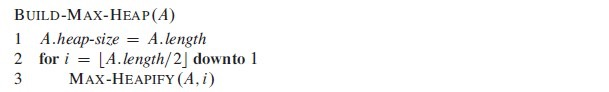 BUILD-MAX-HEAP(A)
1 A.heap-size = A.length
2 for i = ⌊A.length/2⌋ downto 1
3 MAX-HEAPIFY(A, i)